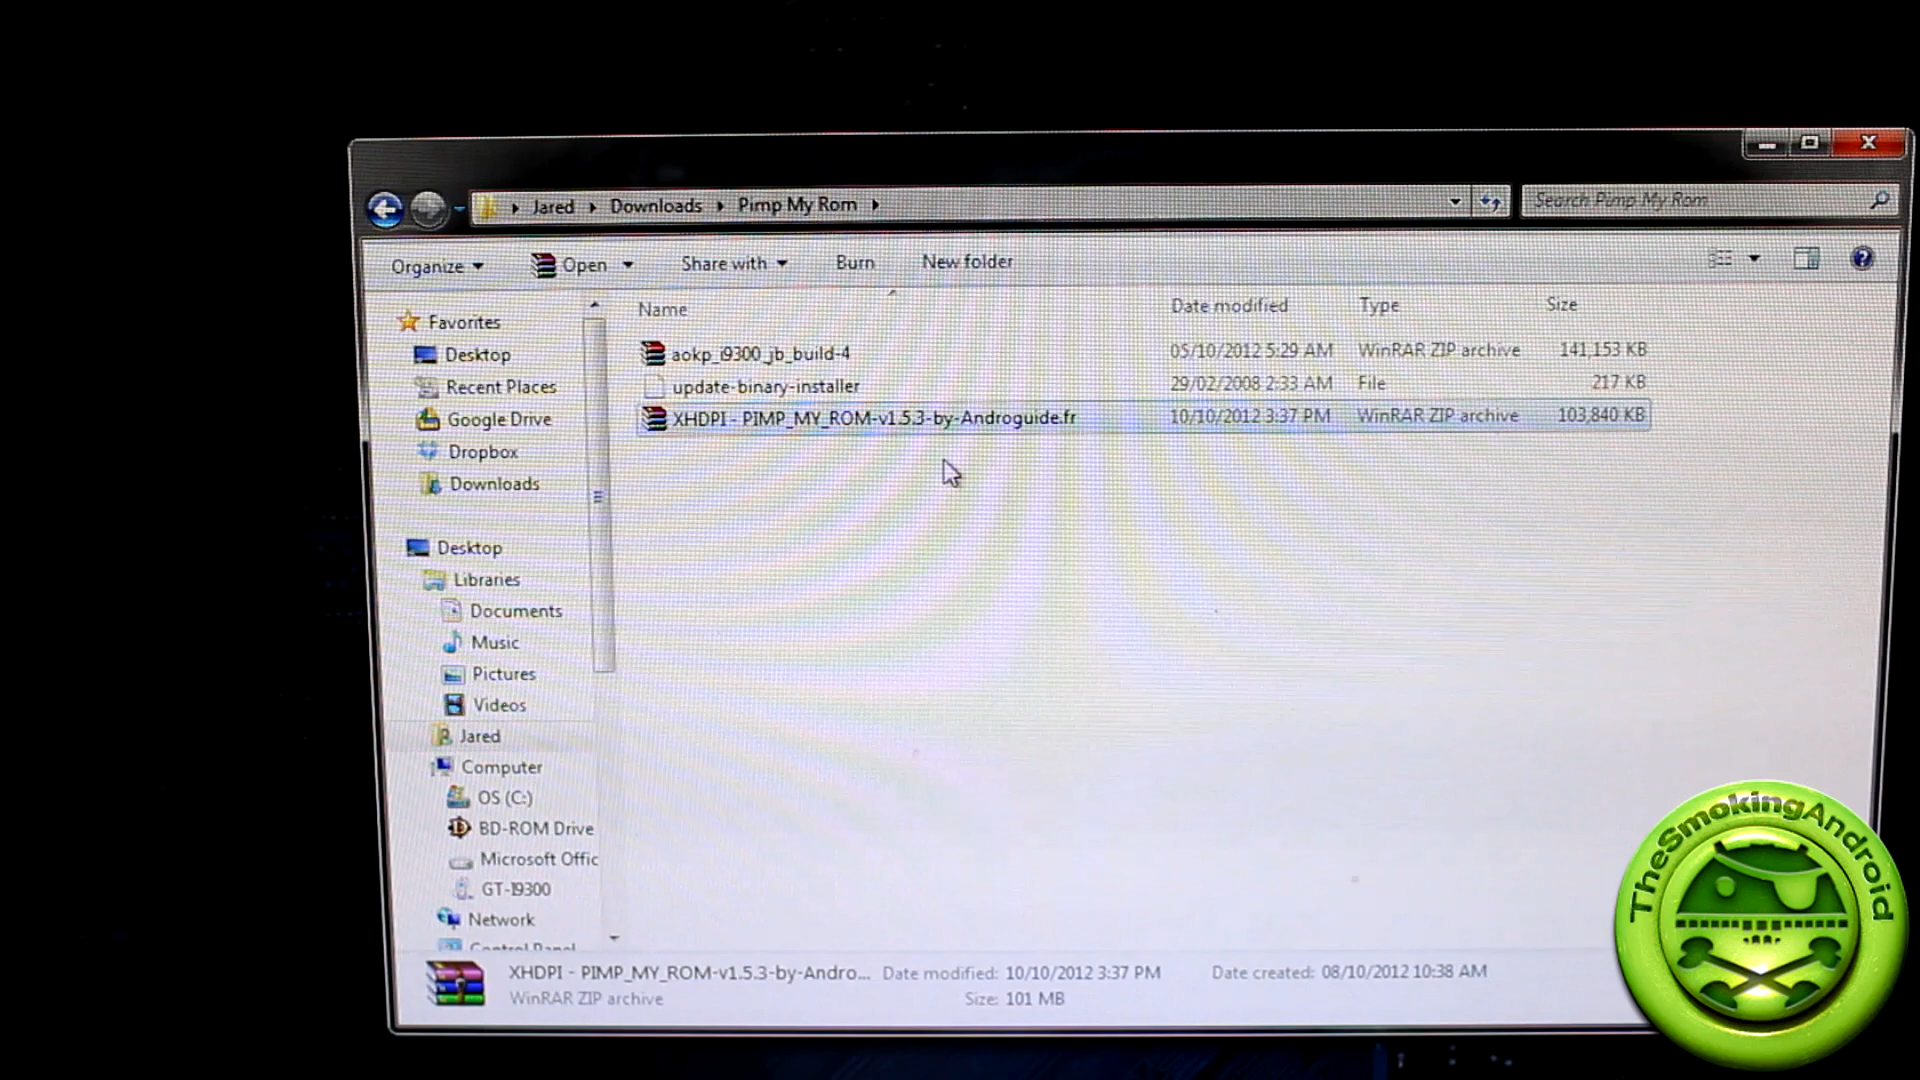 Jared Downloads Pimp My Rom
Search Pimp My Rom
Organize Open Share with Burn New folder
Name Date modified Type Size
aokp_i9300_jb_build-4 05/10/2012 5:29 AM WinRAR ZIP archive 141,153 KB
update-binary-installer 29/02/2008 2:33 AM File 217 KB
XHDPI - PIMP_MY_ROM-v1.5.3-by-Androguide.fr 10/10/2012 3:37 PM WinRAR ZIP archive 103,840 KB
Favorites
Desktop
Recent Places
Google Drive
Dropbox
Downloads
Desktop
Libraries
Documents
Music
Pictures
Videos
Jared
Computer
OS (C:)
BD-ROM Drive
Microsoft Offic
GT-I9300
Network
Control Panel
XHDPI - PIMP_MY_ROM-v1.5.3-by-Andro... Date modified: 10/10/2012 3:37 PM Date created: 08/10/2012 10:38 AM
WinRAR ZIP archive Size: 101 MB
TheSmokingAndroid